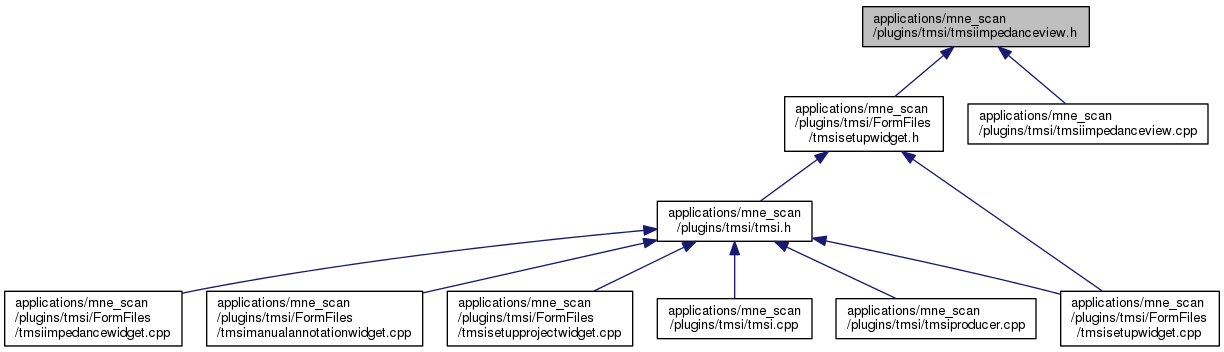 applications/mne_scan
/plugins/tmsi/tmsiimpedanceview.h
applications/mne_scan
/plugins/tmsi/FormFiles
/tmsisetupwidget.h
applications/mne_scan
/plugins/tmsi/tmsiimpedanceview.cpp
applications/mne_scan
/plugins/tmsi/tmsi.h
applications/mne_scan
/plugins/tmsi/FormFiles
/tmsiimpedancewidget.cpp
applications/mne_scan
/plugins/tmsi/FormFiles
/tmsimanualannotationwidget.cpp
applications/mne_scan
/plugins/tmsi/FormFiles
/tmsisetupprojectwidget.cpp
applications/mne_scan
/plugins/tmsi/tmsi.cpp
applications/mne_scan
/plugins/tmsi/tmsiproducer.cpp
applications/mne_scan
/plugins/tmsi/FormFiles
/tmsisetupwidget.cpp